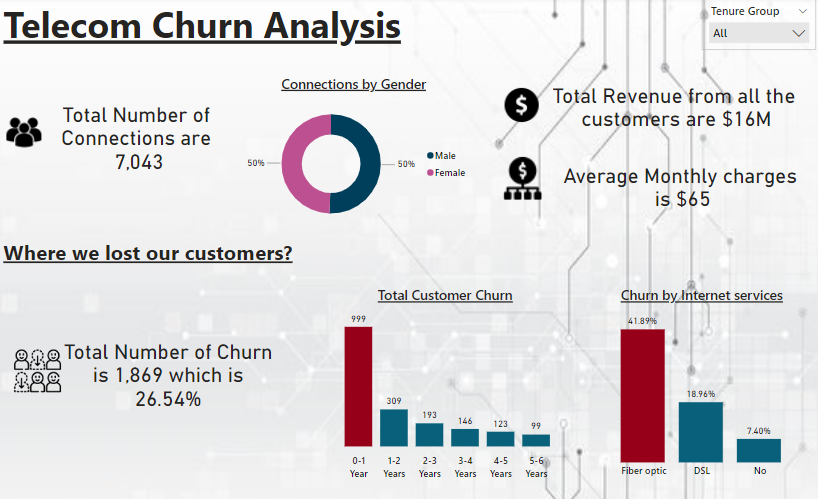 Telecom Churn Analysis
Tenure Group
All
Connections by Gender
Total Number of
Connections are
7,043
50%
50%
Male
Female
Total Revenue from all the
customers are $16M
Average Monthly charges
is $65
Where we lost our customers?
Total Number of Churn
is 1,869 which is
26.54%
Total Customer Churn
999
309
193
146
123
99
0-1
Year
1-2
Years
2-3
Years
3-4
Years
4-5
Years
5-6
Years
Churn by Internet services
41.89%
18.96%
7.40%
Fiber optic
DSL
No